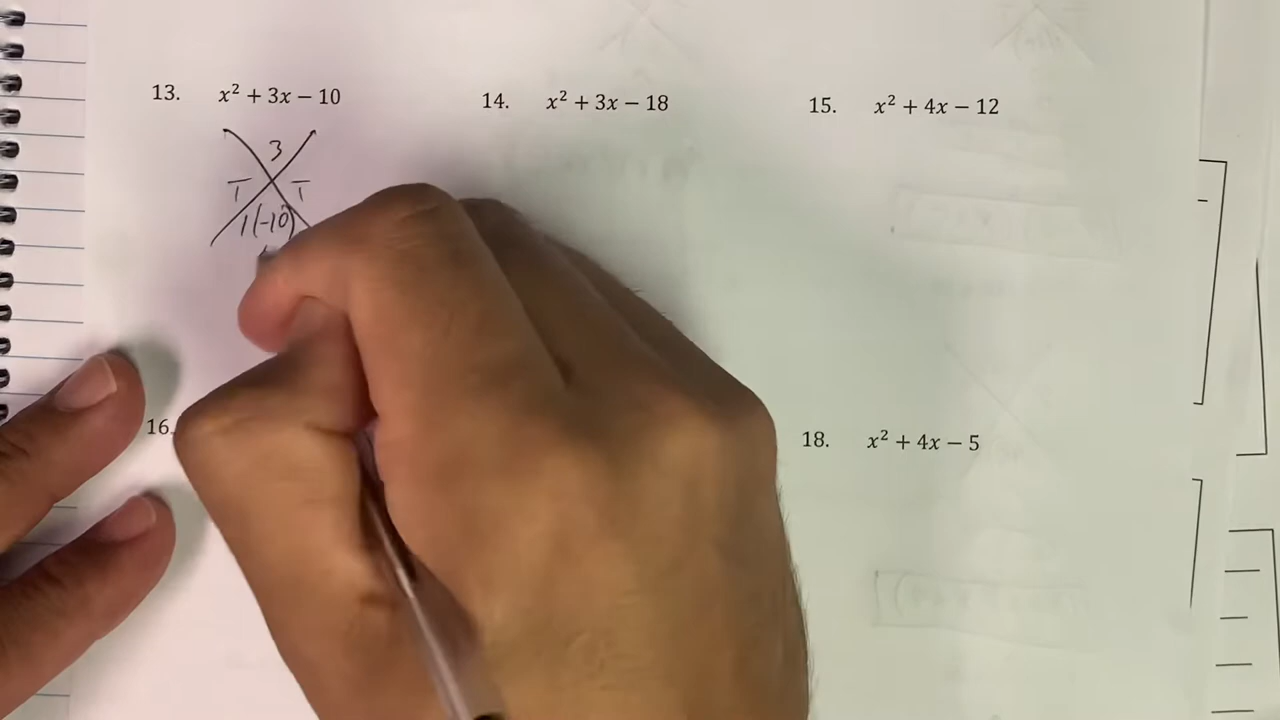 13. x² + 3x − 10
14. x² + 3x − 18
15. x² + 4x − 12
3
1 1
1(-10)
16.
18. x² + 4x − 5